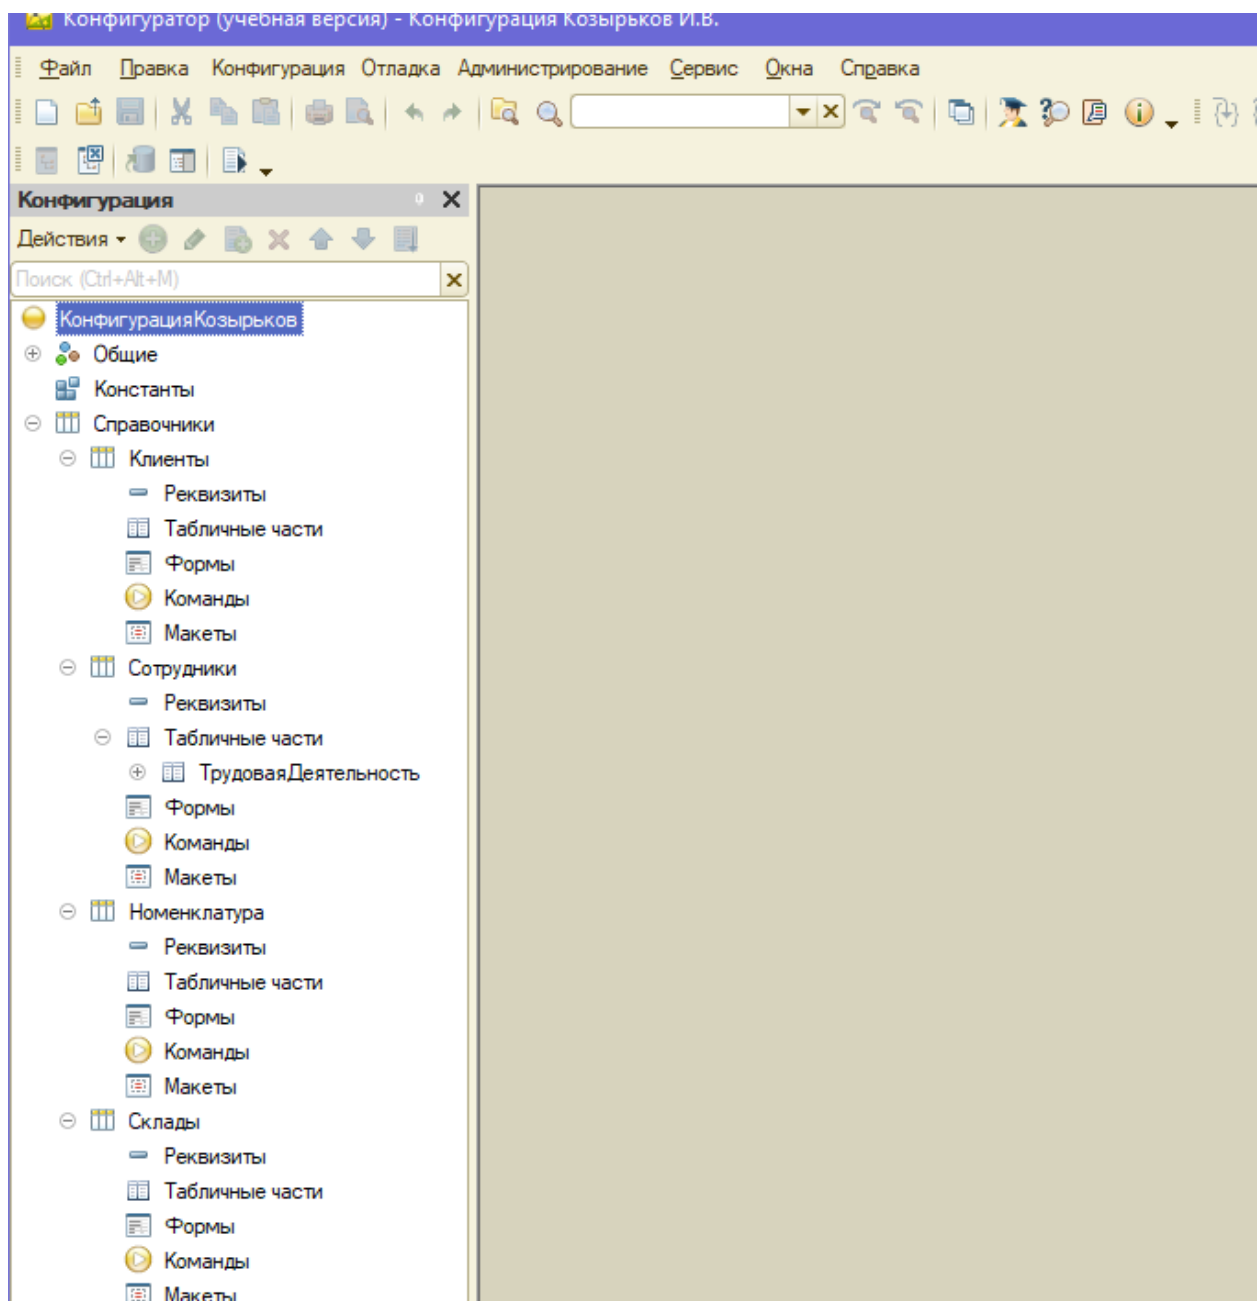 Конфигуратор (учебная версия) - Конфигурация Козырьков И.В.
Файл Правка Конфигурация Отладка Администрирование Сервис Окна Справка
Конфигурация
Действия
Поиск (Ctrl+Alt+M)
КонфигурацияКозырьков
Общие
Константы
Справочники
Клиенты
Реквизиты
Табличные части
Формы
Команды
Макеты
Сотрудники
Реквизиты
Табличные части
ТрудоваяДеятельность
Формы
Команды
Макеты
Номенклатура
Реквизиты
Табличные части
Формы
Команды
Макеты
Склады
Реквизиты
Табличные части
Формы
Команды
Макеты